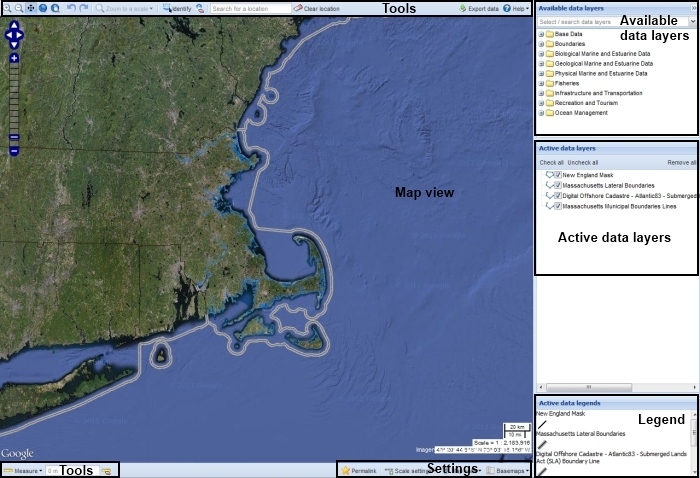 Zoom to a scale
Identify
Search for a location
Clear location
Tools
Export data
Help
Available data layers
Select / search data layers
Available data layers
Base Data
Boundaries
Biological Marine and Estuarine Data
Geological Marine and Estuarine Data
Physical Marine and Estuarine Data
Fisheries
Infrastructure and Transportation
Recreation and Tourism
Ocean Management
Map view
Active data layers
Check all Uncheck all Remove all
New England Mask
Massachusetts Lateral Boundaries
Digital Offshore Cadastre - Atlantic83 - Submerged
Massachusetts Municipal Boundaries Lines
Active data layers
Active data legends
New England Mask
Legend
Massachusetts Lateral Boundaries
Digital Offshore Cadastre - Atlantic83 - Submerged Lands
Act (SLA) Boundary Line
20 km
10 mi
Scale = 1 : 2,183,916
Google
Measure
0 m
Tools
Permalink
Scale settings
Settings
Basemaps